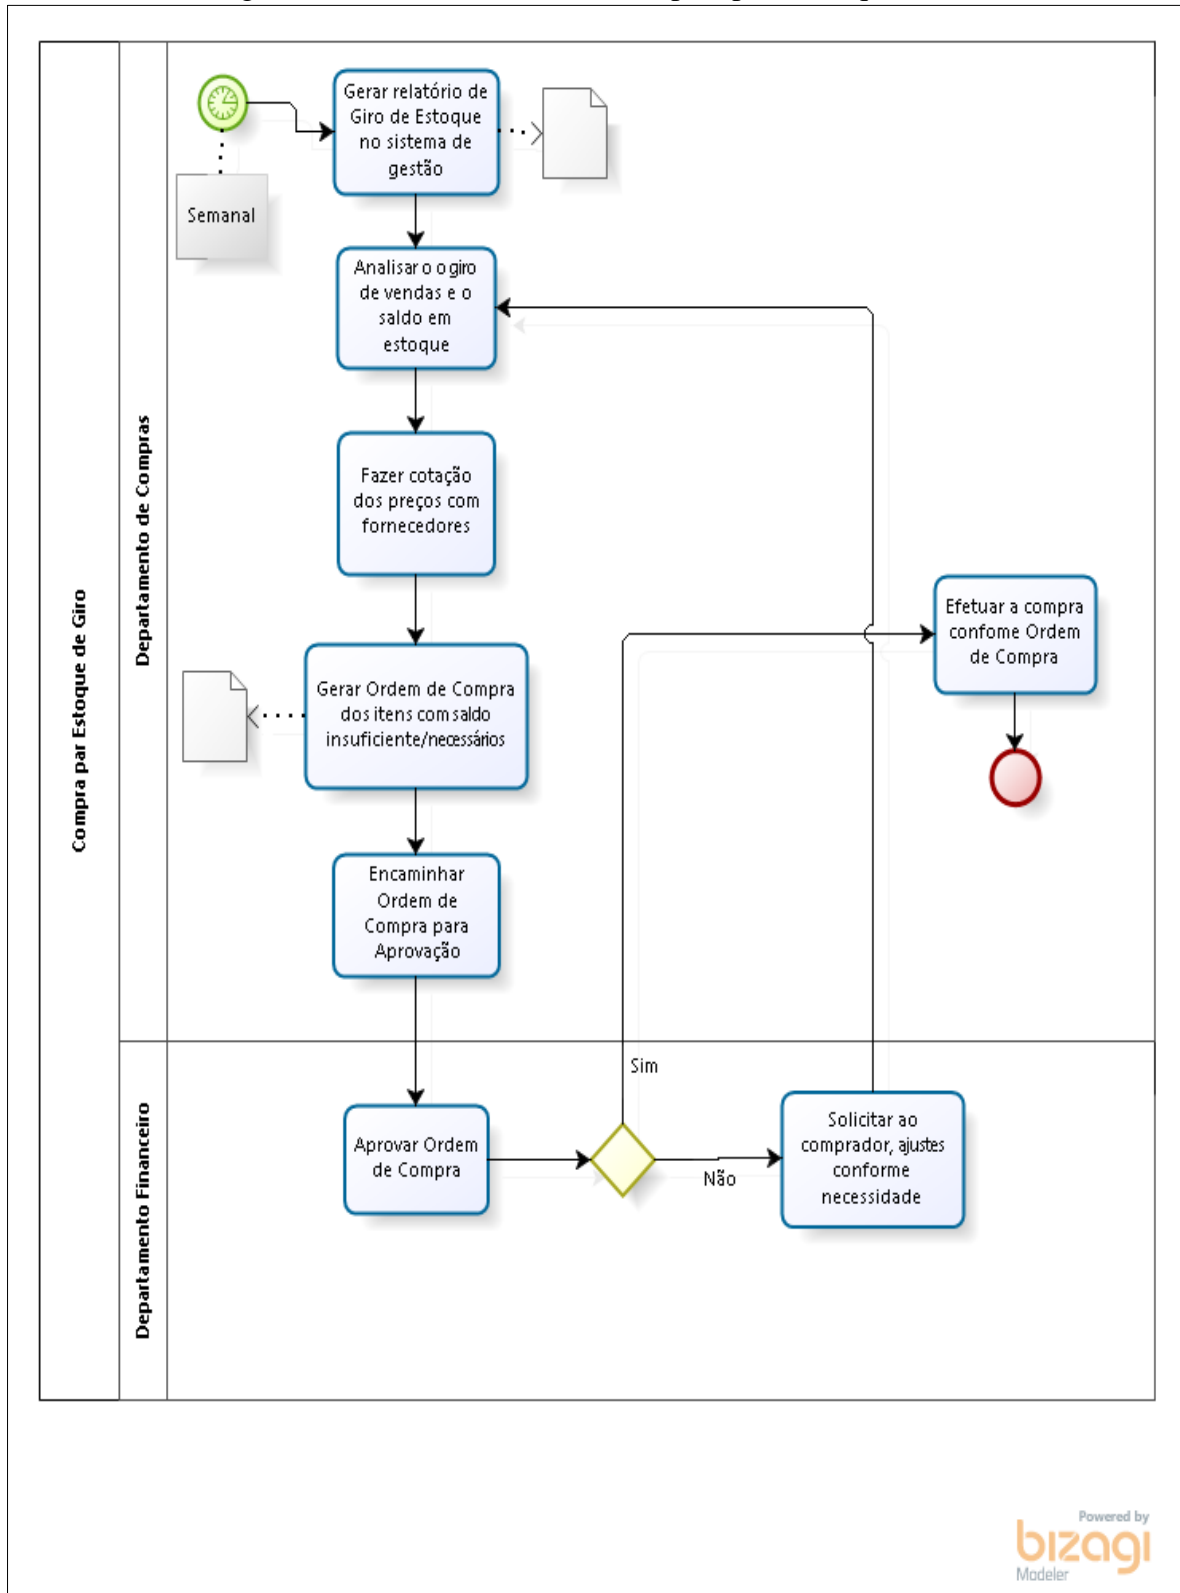 Compra par Estoque de Giro
Departamento de Compras
Semanal
Gerar relatório de
Giro de Estoque
no sistema de
gestão
Analisar o o giro
de vendas e o
saldo em
estoque
Fazer cotação
dos preços com
fornecedores
Gerar Ordem de Compra
dos itens com saldo
insuficiente/necessários
Encaminhar
Ordem de
Compra para
Aprovação
Efetuar a compra
confome Ordem
de Compra
Departamento Financeiro
Aprovar Ordem
de Compra
Sim
Não
Solicitar ao
comprador, ajustes
conforme
necessidade
Powered by
bizagi
Modeler